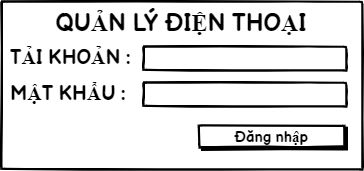 QUẢN LÝ ĐIỆN THOẠI
TẢI KHOẢN :
MẬT KHẨU :
Đăng nhập